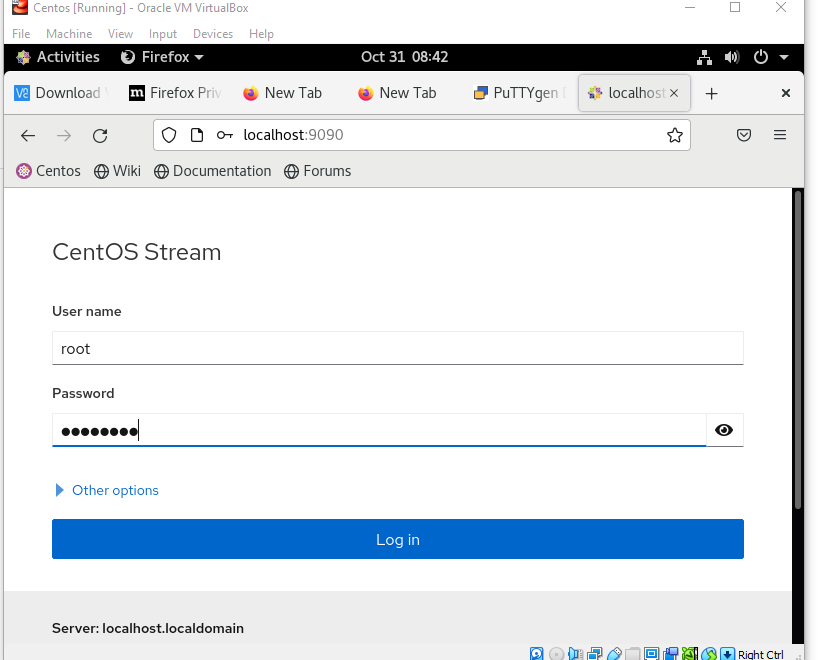 Centos [Running] - Oracle VM VirtualBox
File Machine View Input Devices Help
Activities Firefox Oct 31 08:42
Download Firefox Priv New Tab New Tab PuTTYgen localhost
localhost:9090
Centos Wiki Documentation Forums
CentOS Stream
User name
root
Password
Other options
Log in
Server: localhost.localdomain
Right Ctrl